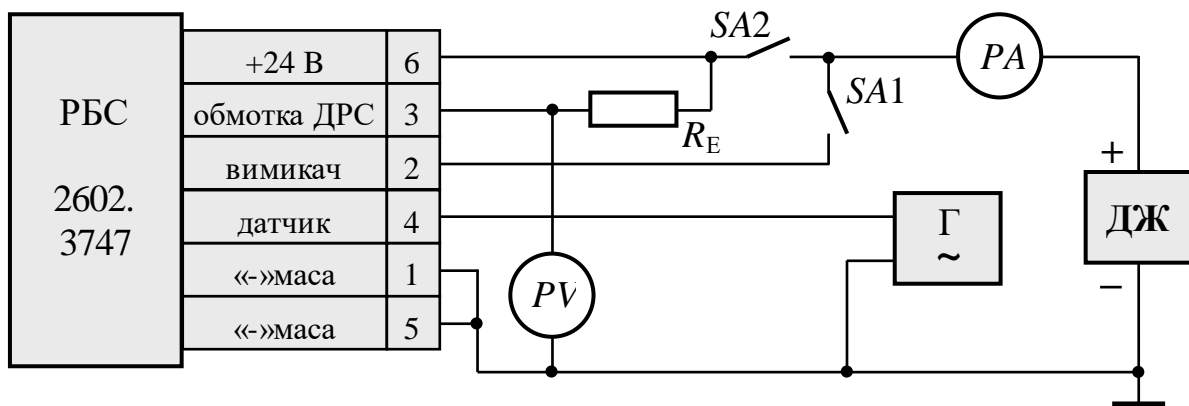 SA2
PA
+24 В 6
SA1
РБС
обмотка ДРС 3
R_E
вимикач 2
+
2602.
3747
датчик 4
Г
~
ДЖ
«-»маса 1
PV
−
«-»маса 5